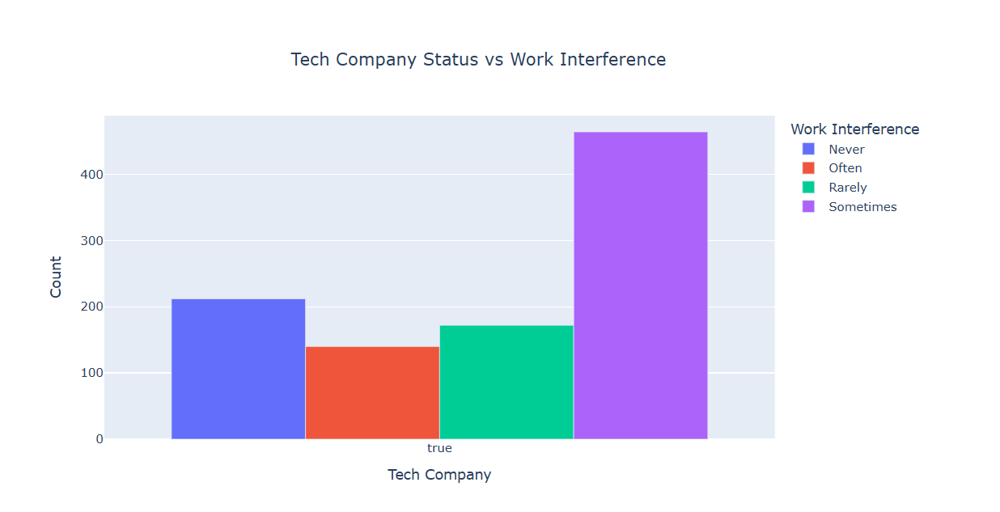 Tech Company Status vs Work Interference
Work Interference
Never
Often
Rarely
Sometimes
400
300
200
100
0
Count
true
Tech Company